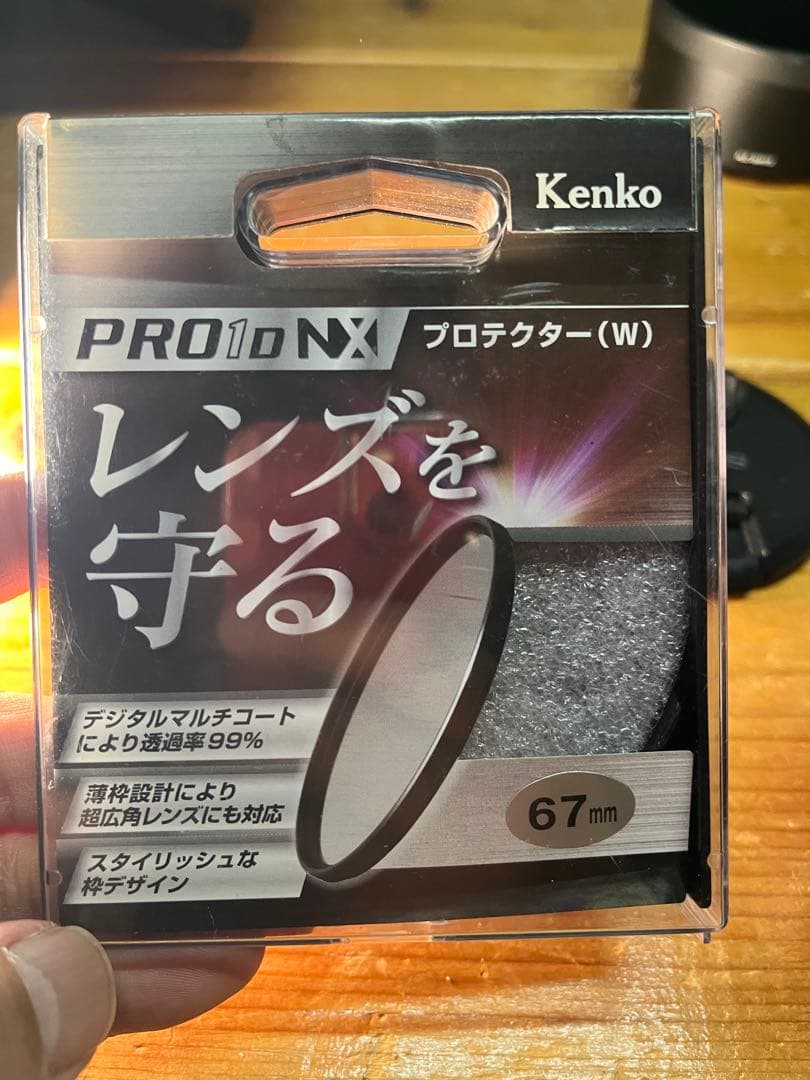 Kenko
PRO1D NX プロテクター(W)
レンズを
守る
デジタルマルチコート
により透過率99%
薄枠設計により
超広角レンズにも対応
スタイリッシュな
枠デザイン
67mm